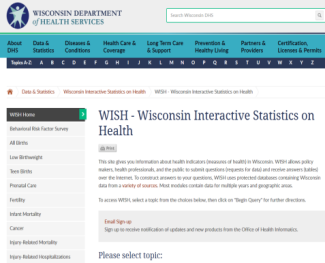 WISCONSIN DEPARTMENT
of HEALTH SERVICES
Search Wisconsin DHS
About DHS
Data & Statistics
Diseases & Conditions
Health Care & Coverage
Long Term Care & Support
Prevention & Healthy Living
Partners & Providers
Certification, Licenses & Permits
Topics A-Z: A B C D E F G H I J K L M N O P Q R S T U V W X Y Z
Data & Statistics Wisconsin Interactive Statistics on Health WISH - Wisconsin Interactive Statistics on Health
WISH Home
Behavioral Risk Factor Survey
All Births
Low Birthweight
Teen Births
Prenatal Care
Fertility
Infant Mortality
Cancer
Injury-Related Mortality
Injury-Related Hospitalizations
WISH - Wisconsin Interactive Statistics on
Health
Print
This site gives you information about health indicators (measures of health) in Wisconsin. WISH allows policy
makers, health professionals, and the public to submit questions (requests for data) and receive answers (tables)
over the Internet. To construct answers to your questions, WISH uses protected databases containing Wisconsin
data from a variety of sources. Most modules contain data for multiple years and geographic areas.
To access WISH, select a topic from the choices below, then click on "Begin Query" for further directions.
Email Sign-up
Sign up to receive notification of updates and new products from the Office of Health Informatics.
Please select topic: